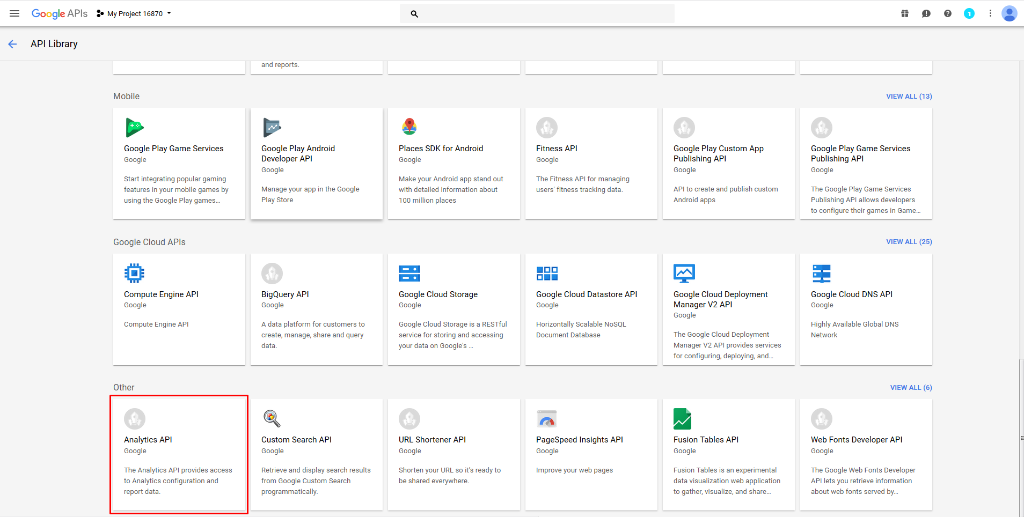 Google APIs
My Project 16870
API Library
and reports.
Mobile
VIEW ALL (13)
Google Play Game Services
Google
Start integrating popular gaming
features in your mobile games by
using the Google Play games...
Google Play Android
Developer API
Google
Manage your app in the Google
Play Store
Places SDK for Android
Google
Make your Android app stand out
with detailed information about
100 million places
Fitness API
Google
The Fitness API for managing
users' fitness tracking data.
Google Play Custom App
Publishing API
Google
API to create and publish custom
Android apps
Google Play Game Services
Publishing API
Google
The Google Play Game Services
Publishing API allows developers
to configure their games in Game...
Google Cloud APIs
VIEW ALL (25)
Compute Engine API
Google
Compute Engine API
BigQuery API
Google
A data platform for customers to
create, manage, share and query
data.
Google Cloud Storage
Google
Google Cloud Storage is a RESTful
service for storing and accessing
your data on Google's ...
Google Cloud Datastore API
Google
Horizontally Scalable NoSQL
Document Database
Google Cloud Deployment
Manager V2 API
Google
The Google Cloud Deployment
Manager V2 API provides services
for configuring, deploying, and...
Google Cloud DNS API
Google
Highly Available Global DNS
Network
Other
VIEW ALL (6)
Analytics API
Google
The Analytics API provides access
to Analytics configuration and
report data.
Custom Search API
Google
Retrieve and display search results
from Google Custom Search
programmatically.
URL Shortener API
Google
Shorten your URL so it's ready to
be shared everywhere
PageSpeed Insights API
Google
Improve your web pages
Fusion Tables API
Google
Fusion Tables is an experimental
data visualization web application
to gather, visualize, and share...
Web Fonts Developer API
Google
The Google Web Fonts Developer
API lets you retrieve information
about web fonts served by...